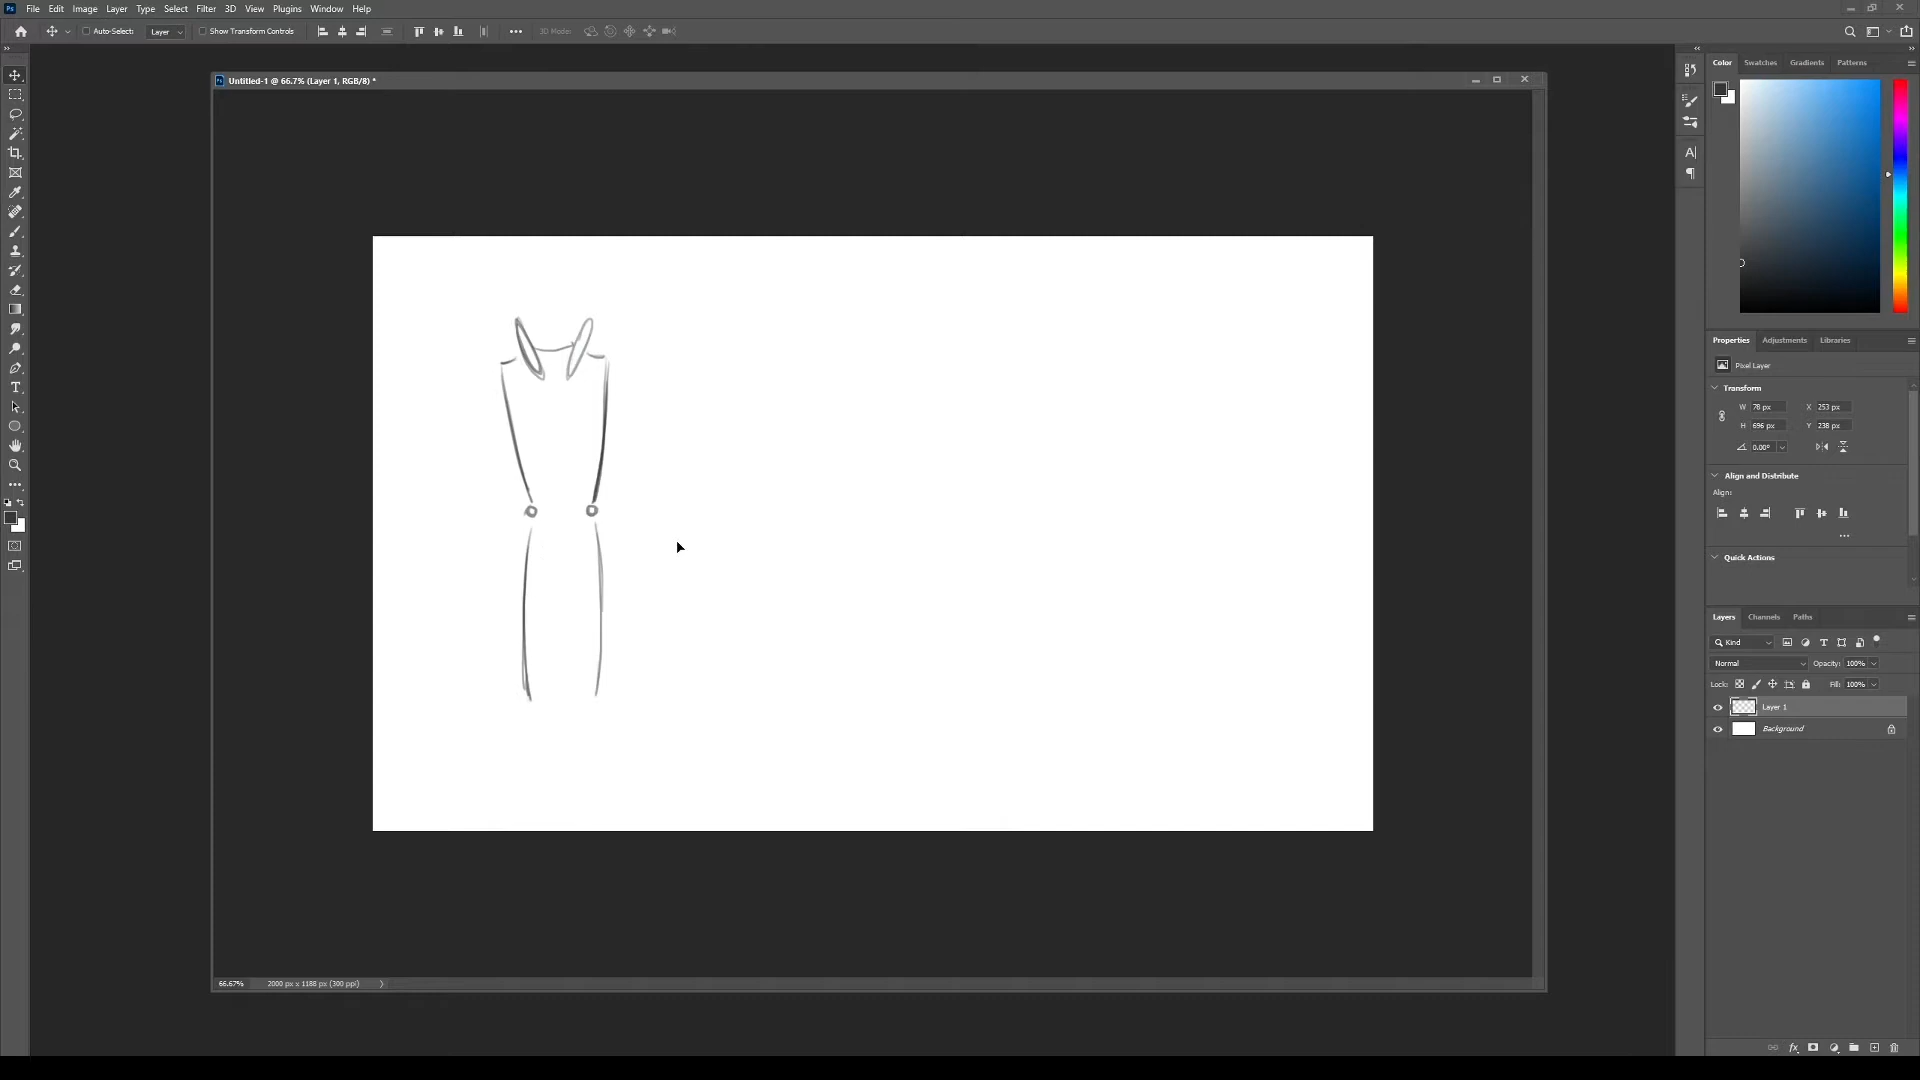 Ps File Edit Image Layer Type Select Filter 3D View Plugins Window Help
Auto-Select: Layer Show Transform Controls 3D Mode:
Untitled-1 @ 66.7% (Layer 1, RGB/8) *
Color Swatches Gradients Patterns
Properties Adjustments Libraries
Pixel Layer
Transform
W 78 px X 253 px
H 696 px Y 238 px
0.00°
Align and Distribute
Align:
Quick Actions
Layers Channels Paths
Kind
Normal Opacity: 100%
Lock: Fill: 100%
Layer 1
Background
66.67% 2000 px x 1188 px (300 ppi)